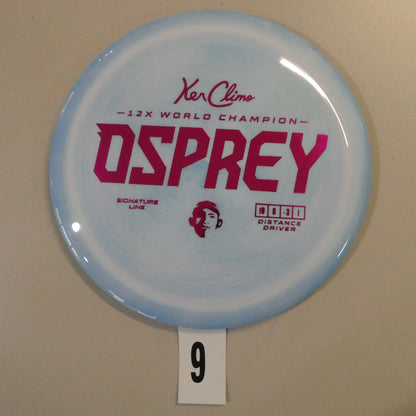 Ken Climo
—12X WORLD CHAMPION—
OSPREY
SIGNATURE
LINE
DISTANCE
DRIVER
9